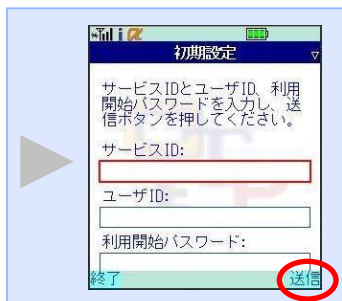 初期設定
サービスIDとユーザID、利用
開始パスワードを入力し、送
信ボタンを押してください。
サービスID:
ユーザID:
利用開始パスワード:
終了
送信